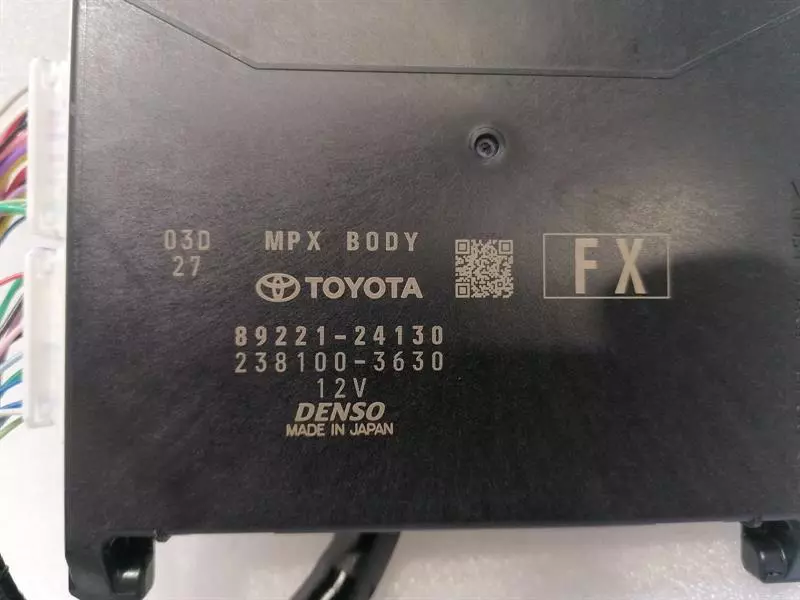 03D MPX BODY
27
TOYOTA
FX
89221-24130
238100-3630
12V
DENSO
MADE IN JAPAN